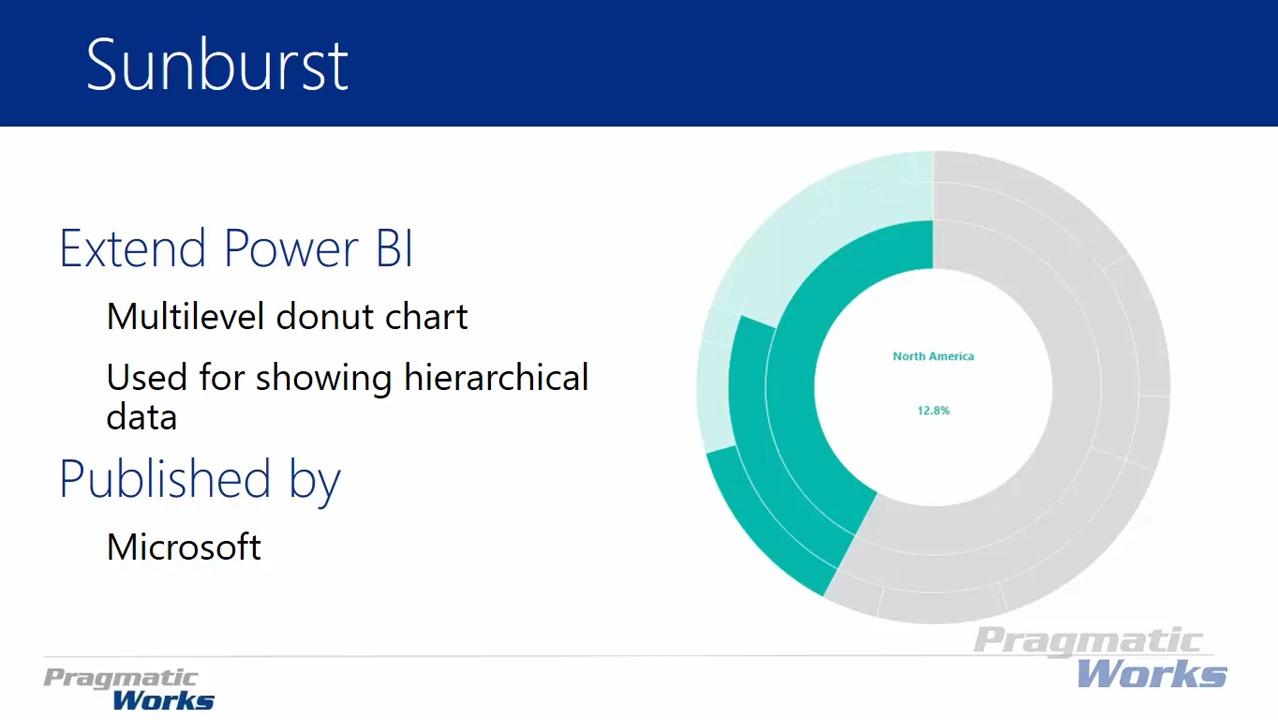 Sunburst
Extend Power BI
Multilevel donut chart
Used for showing hierarchical
data
Published by
Microsoft
North America
12.8%
Pragmatic
Works
Pragmatic
Works